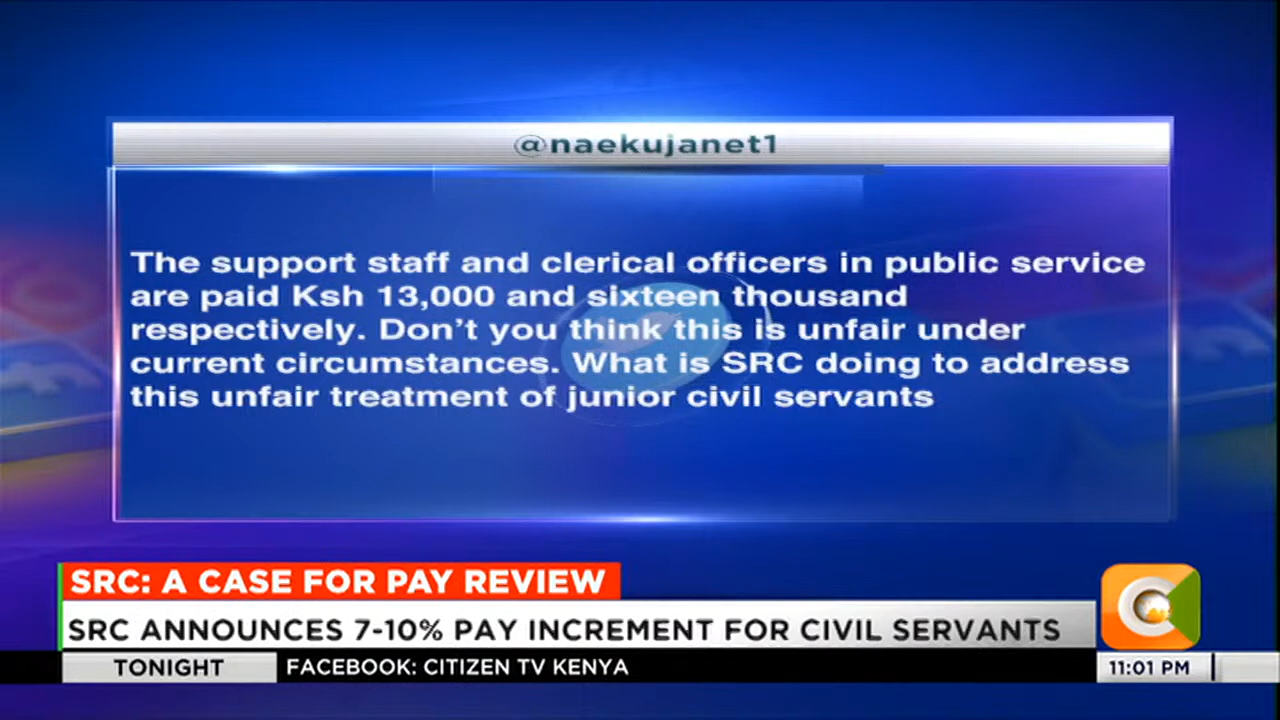 @naekujanet1
The support staff and clerical officers in public service
are paid Ksh 13,000 and sixteen thousand
respectively. Don't you think this is unfair under
current circumstances. What is SRC doing to address
this unfair treatment of junior civil servants
SRC: A CASE FOR PAY REVIEW
SRC ANNOUNCES 7-10% PAY INCREMENT FOR CIVIL SERVANTS
TONIGHT FACEBOOK: CITIZEN TV KENYA 11:01 PM